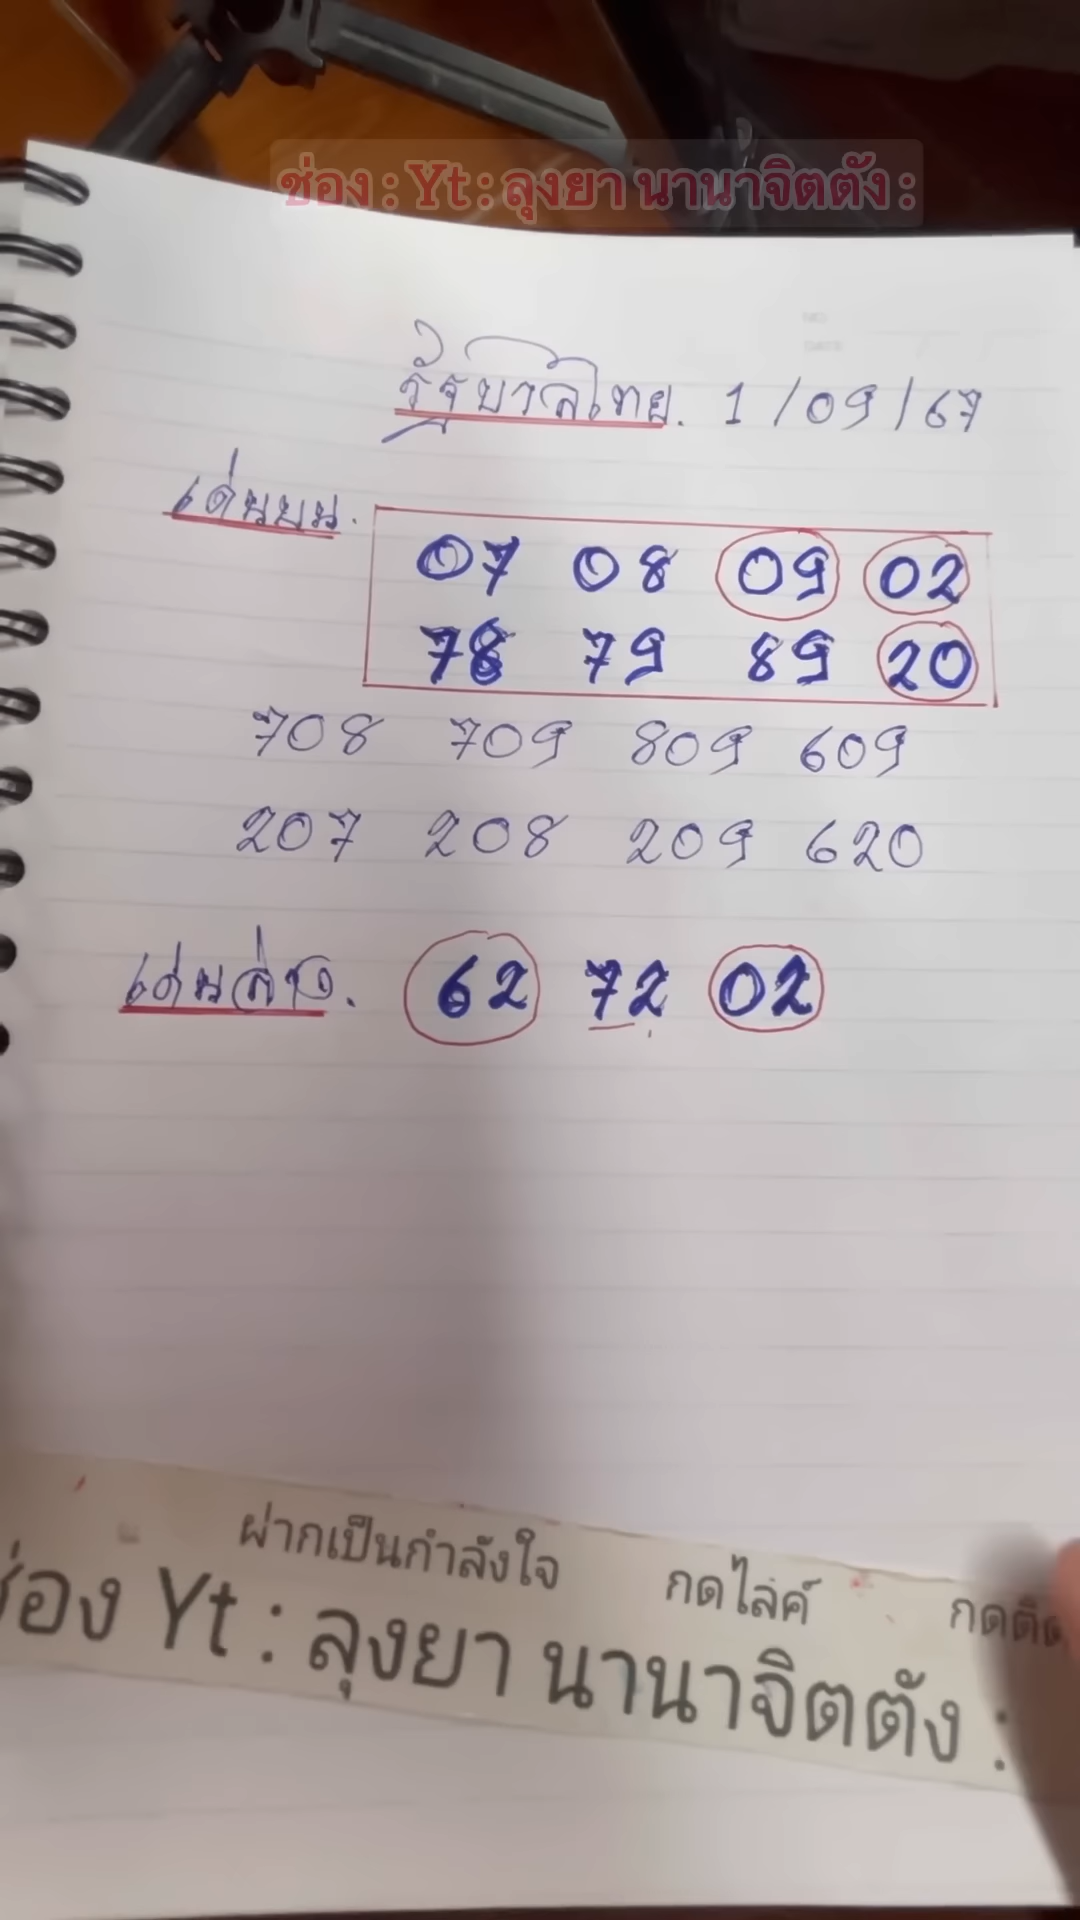 ช่อง : Yt : ลุงยา นานาจิตตัง :
รัฐบาลไทย. 1/09/67
เด่นบน.
07 08 09 02
78 79 89 20
708 709 809 609
207 208 209 620
เด่นล่าง. 62 72 02
ฝากเป็นกำลังใจ กดไลค์
ช่อง Yt : ลุงยา นานาจิตตัง :